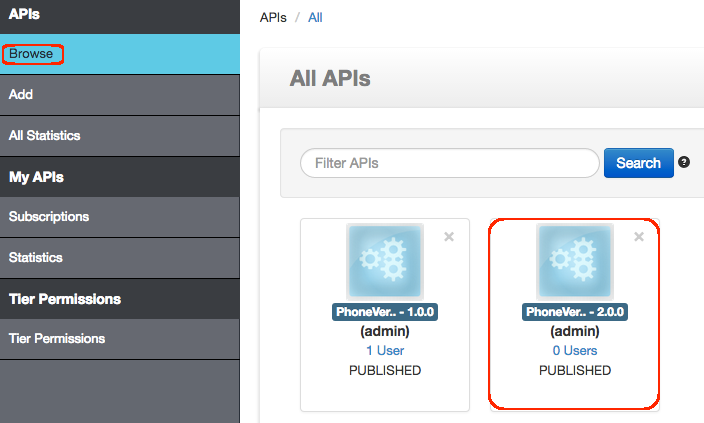 APIs
Browse
Add
All Statistics
My APIs
Subscriptions
Statistics
Tier Permissions
Tier Permissions
APIs / All
All APIs
Filter APIs Search ?
PhoneVer.. - 1.0.0
(admin)
1 User
PUBLISHED
PhoneVer.. - 2.0.0
(admin)
0 Users
PUBLISHED